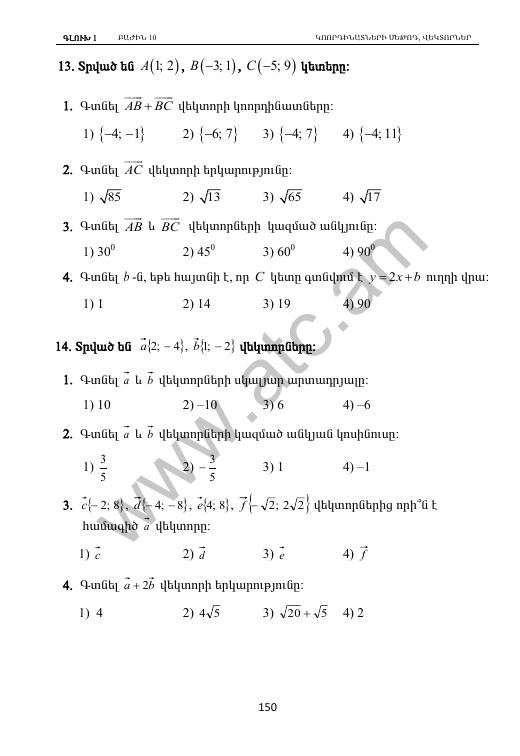 ԳԼՈՒԽ 1 ԲԱԺԻՆ 10 ԿՈՈՐԴԻՆԱՏՆԵՐԻ ՄԵԹՈԴ, ՎԵԿՏՈՐՆԵՐ
13. Տրված են A(1; 2), B(−3; 1), C(−5; 9) կետերը:
1. Գտնել AB + BC վեկտորի կոորդինատները:
1) {−4; −1} 2) {−6; 7} 3) {−4; 7} 4) {−4; 11}
2. Գտնել AC վեկտորի երկարությունը:
1) √85 2) √13 3) √65 4) √17
3. Գտնել AB և BC վեկտորների կազմած անկյունը:
1) 30⁰ 2) 45⁰ 3) 60⁰ 4) 90⁰
4. Գտնել b -ն, եթե հայտնի է, որ C կետը գտնվում է y = 2x + b ուղղի վրա:
1) 1 2) 14 3) 19 4) 90
14. Տրված են a{2; − 4}, b{1; − 2} վեկտորները:
1. Գտնել a և b վեկտորների սկալյար արտադրյալը:
1) 10 2) −10 3) 6 4) −6
2. Գտնել a և b վեկտորների կազմած անկյան կոսինուսը:
1) 3/5 2) −3/5 3) 1 4) −1
3. c{− 2; 8}, d{− 4; − 8}, e{4; 8}, f{− √2; 2√2} վեկտորներից որի՞ն է
համագիծ a վեկտորը:
1) c 2) d 3) e 4) f
4. Գտնել a + 2b վեկտորի երկարությունը:
1) 4 2) 4√5 3) √20 + √5 4) 2
150
www.atc.am